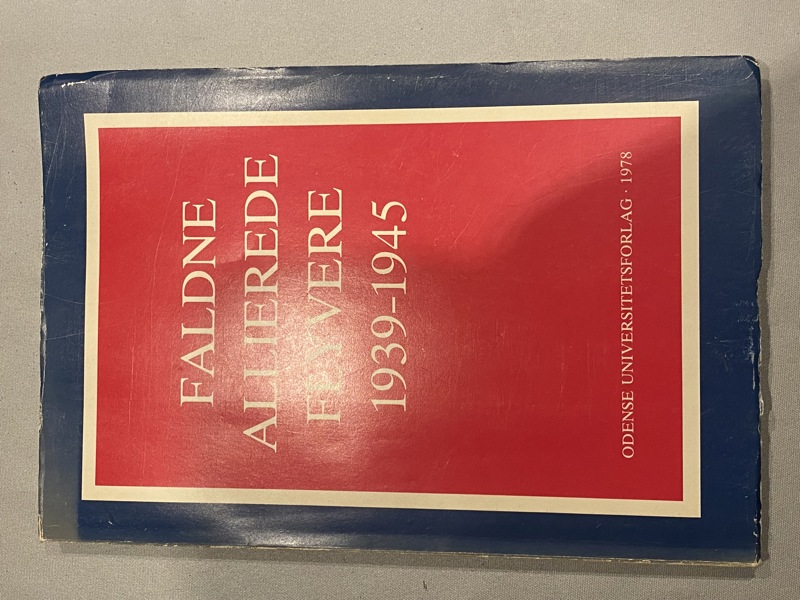 FALDNE
ALLIEREDE
FLYVERE
1939-1945
ODENSE UNIVERSITETSFORLAG · 1978